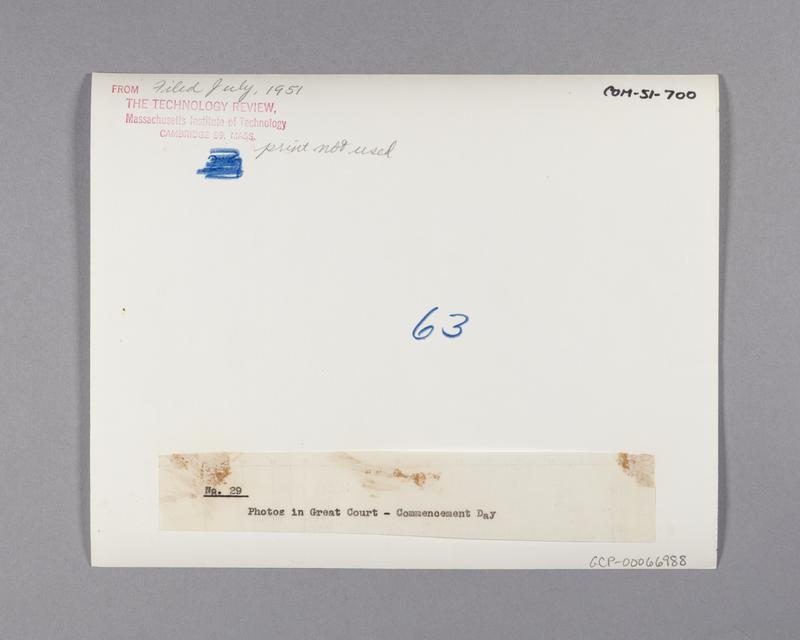 FROM Filed July, 1951
THE TECHNOLOGY REVIEW,
Massachusetts Institute of Technology
CAMBRIDGE 39, MASS.
print not used
COM-51-700
63
No. 29
Photos in Great Court - Commencement Day
GCP-00066988